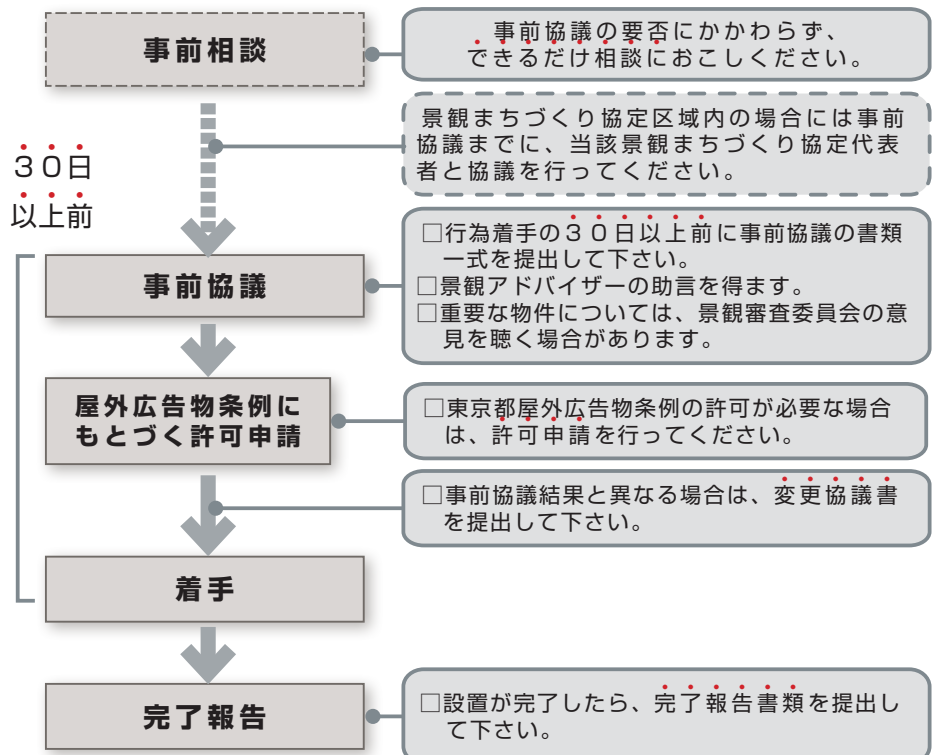 事前相談
事前協議の要否にかかわらず、
できるだけ相談におこしください。
景観まちづくり協定区域内の場合には事前
協議までに、当該景観まちづくり協定代表
者と協議を行ってください。
30日
以上前
事前協議
□行為着手の30日以上前に事前協議の書類
一式を提出して下さい。
□景観アドバイザーの助言を得ます。
□重要な物件については、景観審査委員会の意
見を聴く場合があります。
屋外広告物条例に
もとづく許可申請
□東京都屋外広告物条例の許可が必要な場合
は、許可申請を行ってください。
□事前協議結果と異なる場合は、変更協議書
を提出して下さい。
着手
完了報告
□設置が完了したら、完了報告書類を提出し
て下さい。